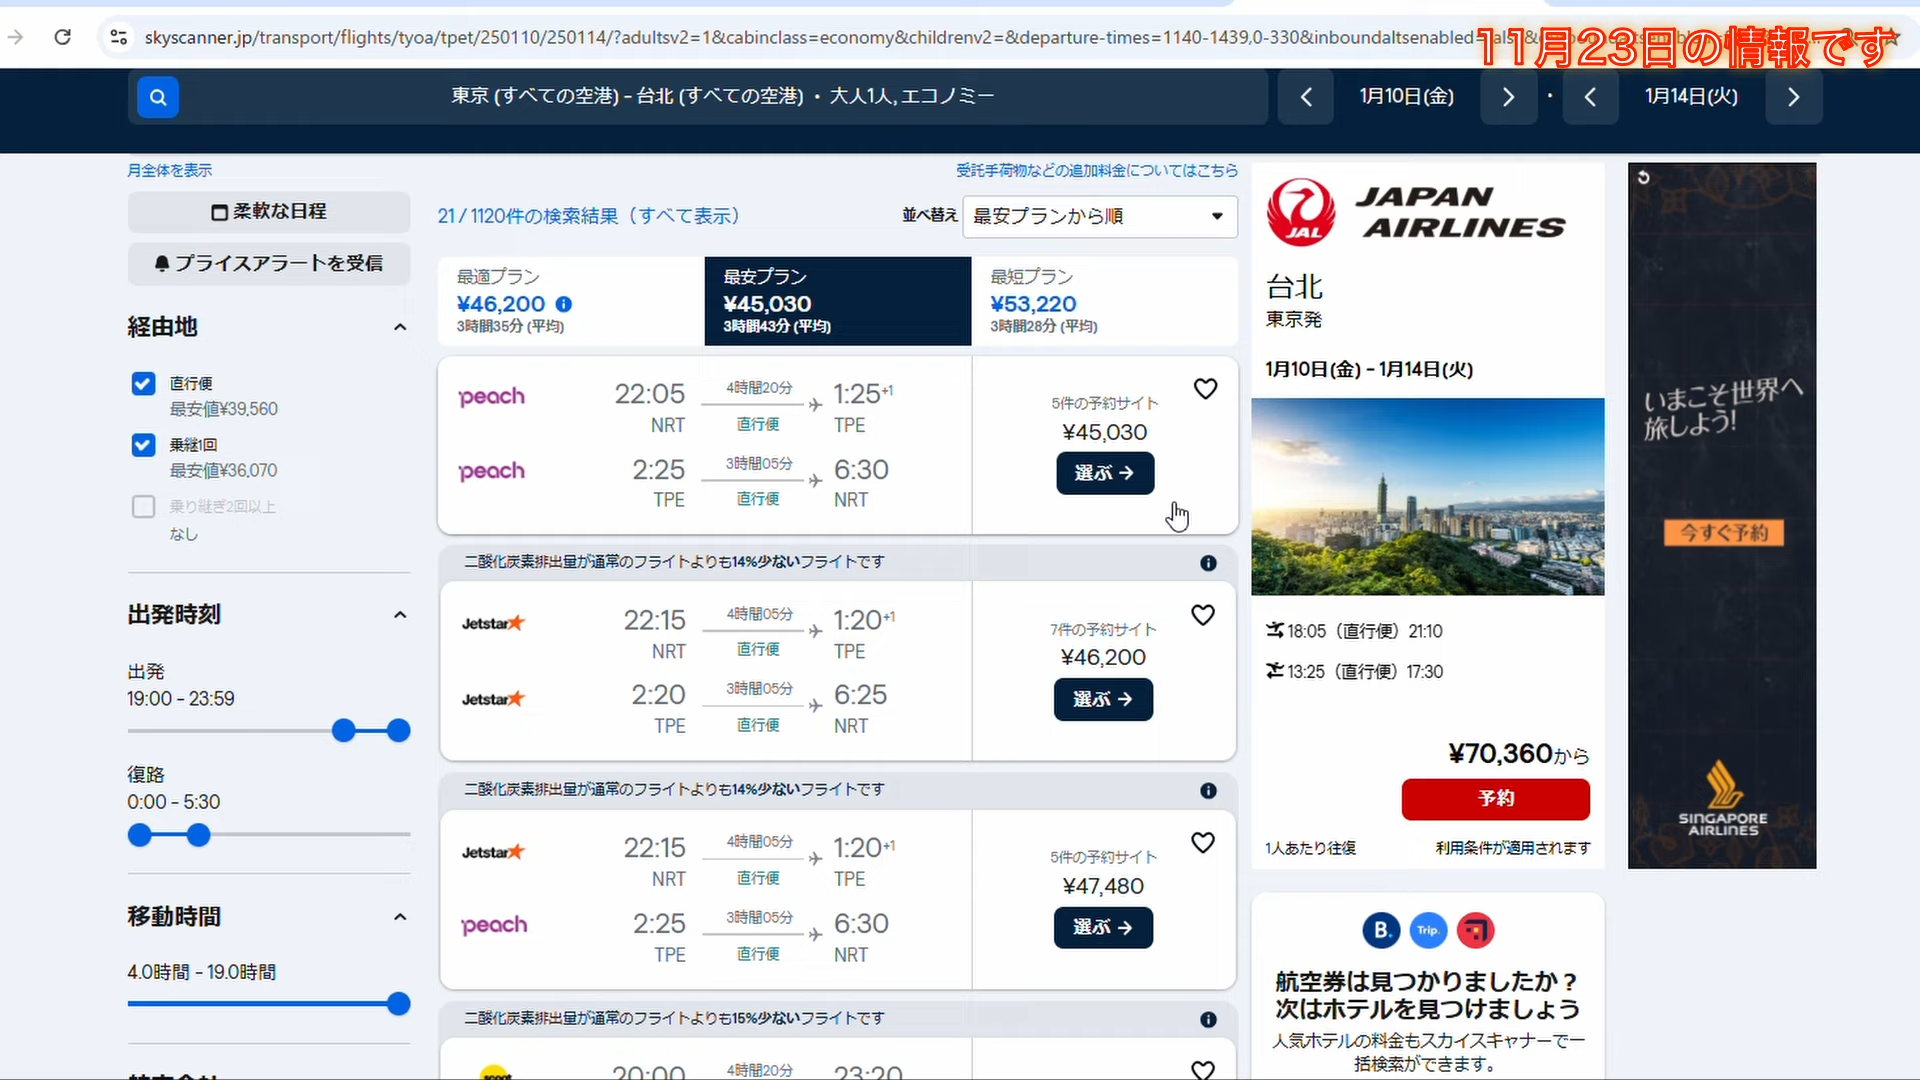 skyscanner.jp/transport/flights/tyoa/tpet/250110/250114/?adultsv2=1&cabinclass=economy&childrenv2=&departure-times=1140-1439,0-330&inboundaltsenabled
11月23日の情報です
東京 (すべての空港) - 台北 (すべての空港) ・ 大人1人, エコノミー
1月10日(金)
・
1月14日(火)
月全体を表示
柔軟な日程
プライスアラートを受信
経由地
直行便
最安値¥39,560
乗継1回
最安値¥36,070
乗り継ぎ2回以上
なし
出発時刻
出発
19:00 - 23:59
復路
0:00 - 5:30
移動時間
4.0時間 - 19.0時間
受託手荷物などの追加料金についてはこちら
21 / 1120件の検索結果（すべて表示）
並べ替え
最安プランから順
最適プラン
¥46,200
3時間35分 (平均)
最安プラン
¥45,030
3時間43分 (平均)
最短プラン
¥53,220
3時間28分 (平均)
peach
22:05
NRT
4時間20分
直行便
1:25+1
TPE
peach
2:25
TPE
3時間05分
直行便
6:30
NRT
5件の予約サイト
¥45,030
選ぶ →
二酸化炭素排出量が通常のフライトよりも14%少ないフライトです
Jetstar
22:15
NRT
4時間05分
直行便
1:20+1
TPE
Jetstar
2:20
TPE
3時間05分
直行便
6:25
NRT
7件の予約サイト
¥46,200
選ぶ →
二酸化炭素排出量が通常のフライトよりも14%少ないフライトです
Jetstar
22:15
NRT
4時間05分
直行便
1:20+1
TPE
peach
2:25
TPE
3時間05分
直行便
6:30
NRT
5件の予約サイト
¥47,480
選ぶ →
二酸化炭素排出量が通常のフライトよりも15%少ないフライトです
scoot
20:00
4時間20分
23:20
JAL
JAPAN
AIRLINES
台北
東京発
1月10日(金) - 1月14日(火)
18:05（直行便）21:10
13:25（直行便）17:30
¥70,360から
予約
1人あたり往復
利用条件が適用されます
B.
Trip.
航空券は見つかりましたか？
次はホテルを見つけましょう
人気ホテルの料金もスカイスキャナーで一
括検索ができます。
いまこそ世界へ
旅しよう!
今すぐ予約
SINGAPORE
AIRLINES